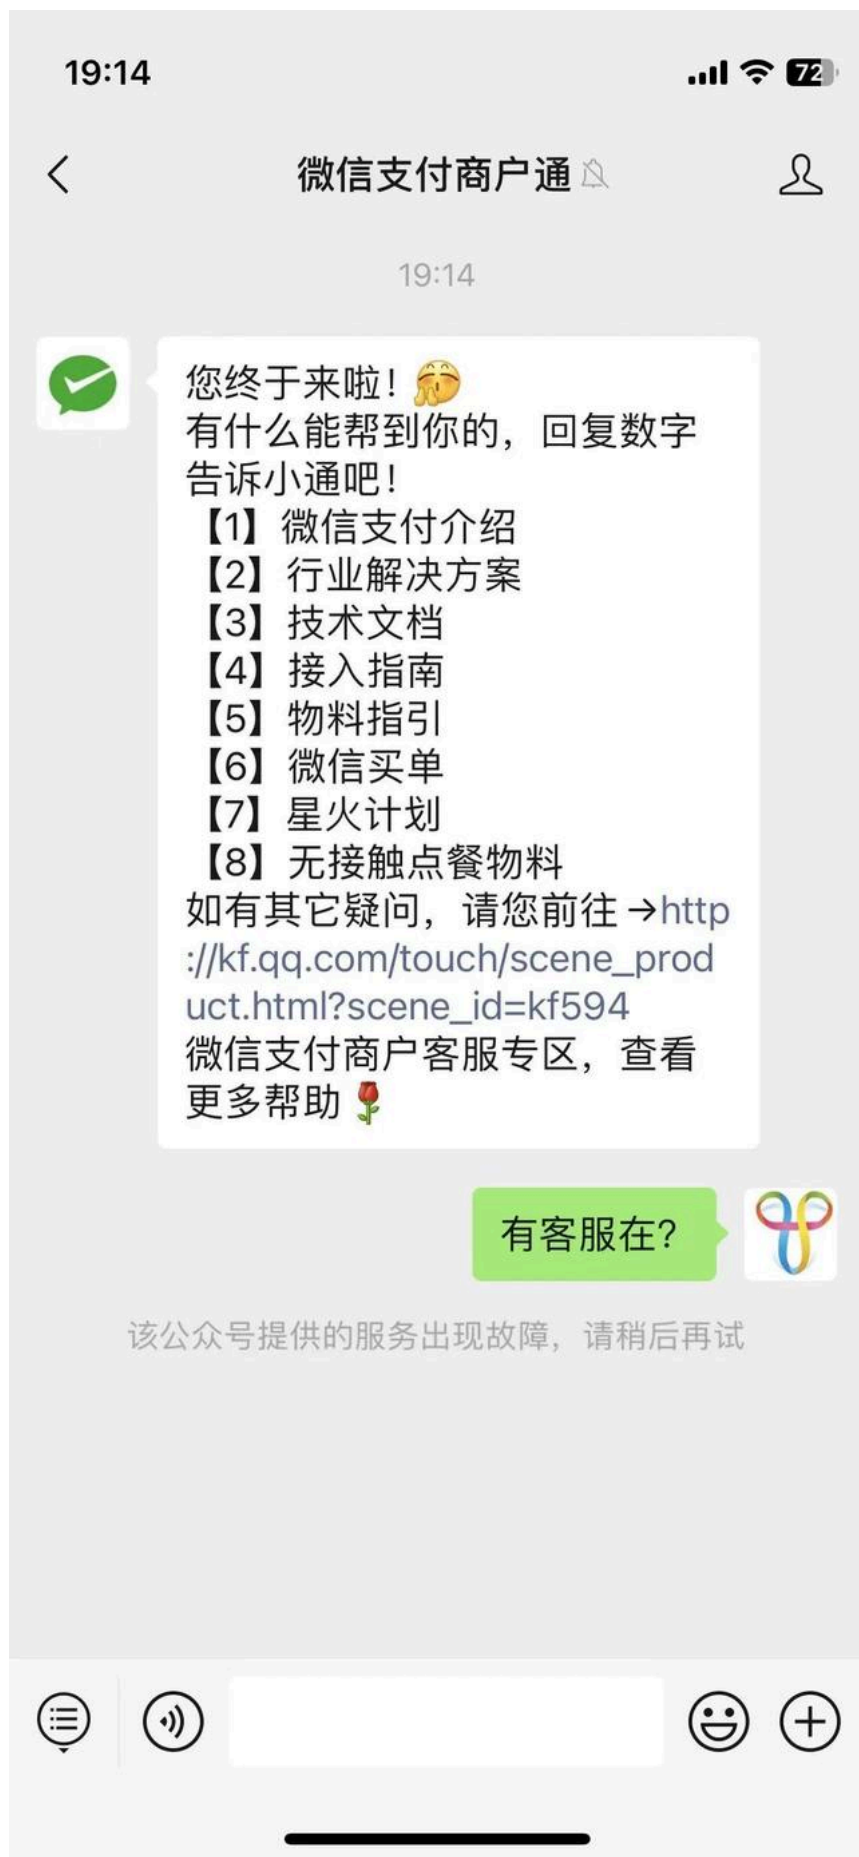 19:14
72
微信支付商户通
19:14
您终于来啦！
有什么能帮到你的，回复数字
告诉小通吧！
【1】微信支付介绍
【2】行业解决方案
【3】技术文档
【4】接入指南
【5】物料指引
【6】微信买单
【7】星火计划
【8】无接触点餐物料
如有其它疑问，请您前往→http
://kf.qq.com/touch/scene_prod
uct.html?scene_id=kf594
微信支付商户客服专区，查看
更多帮助🌹
有客服在？
该公众号提供的服务出现故障，请稍后再试